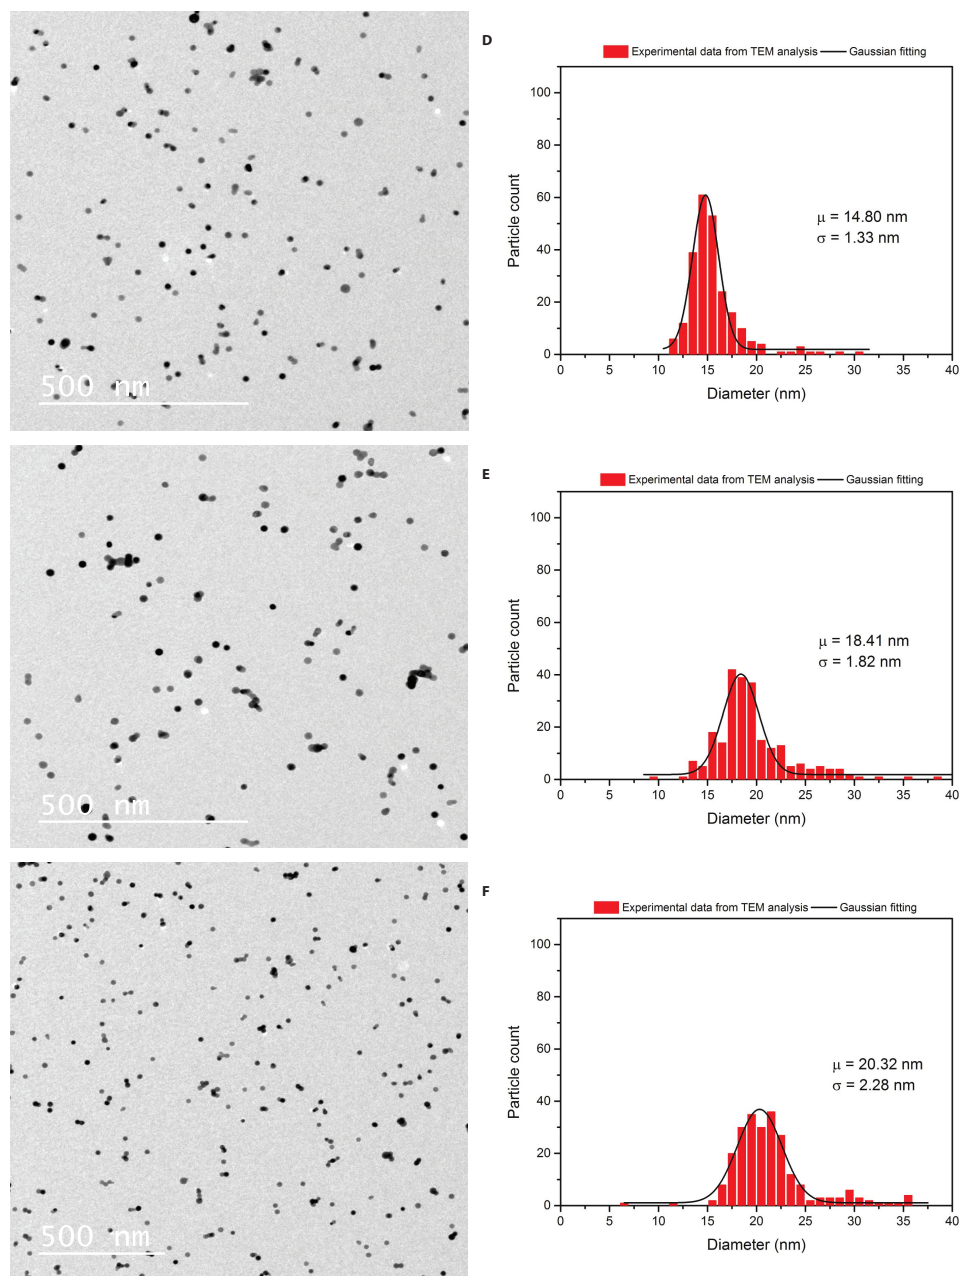 500 nm
D
Experimental data from TEM analysis Gaussian fitting
100
80
60
40
20
0
Particle count
μ = 14.80 nm
σ = 1.33 nm
0 5 10 15 20 25 30 35 40
Diameter (nm)
500 nm
E
Experimental data from TEM analysis Gaussian fitting
100
80
60
40
20
0
Particle count
μ = 18.41 nm
σ = 1.82 nm
0 5 10 15 20 25 30 35 40
Diameter (nm)
500 nm
F
Experimental data from TEM analysis Gaussian fitting
100
80
60
40
20
0
Particle count
μ = 20.32 nm
σ = 2.28 nm
0 5 10 15 20 25 30 35 40
Diameter (nm)